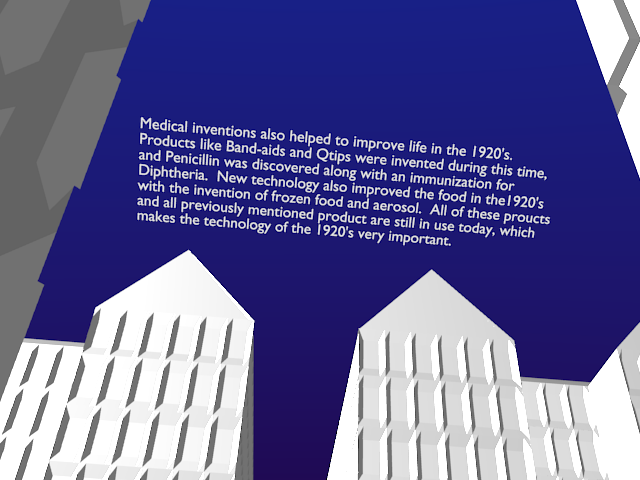 Medical inventions also helped to improve life in the 1920's.
Products like Band-aids and Qtips were invented during this time,
and Penicillin was discovered along with an immunization for
Diphtheria.  New technology also improved the food in the1920's
with the invention of frozen food and aerosol.  All of these proucts
and all previously mentioned product are still in use today, which
makes the technology of the 1920's very important.